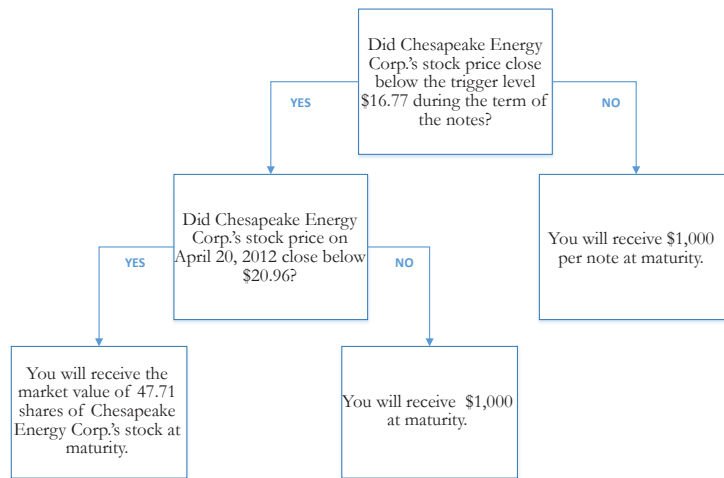 Did Chesapeake Energy
Corp.'s stock price close
below the trigger level
$16.77 during the term of
the notes?
YES
NO
Did Chesapeake Energy
Corp.'s stock price on
April 20, 2012 close below
$20.96?
You will receive $1,000
per note at maturity.
YES
NO
You will receive the
market value of 47.71
shares of Chesapeake
Energy Corp.'s stock at
maturity.
You will receive $1,000
at maturity.